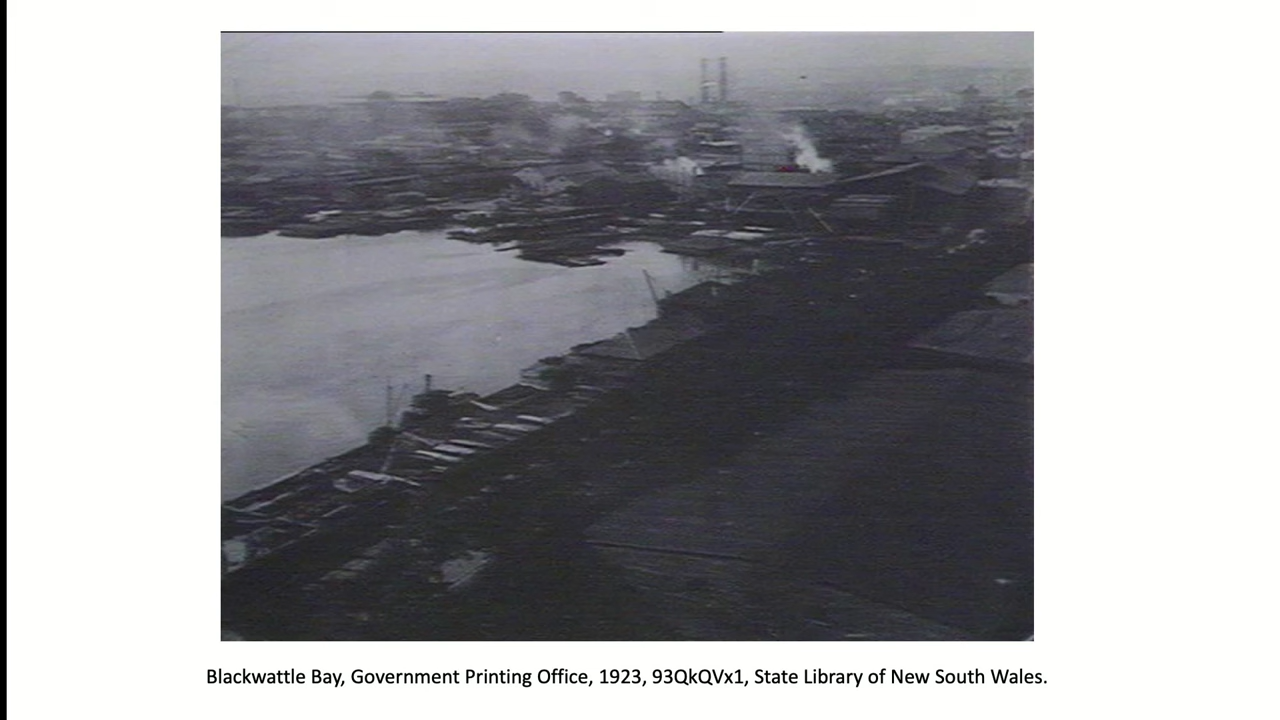 Blackwattle Bay, Government Printing Office, 1923, 93QkQVx1, State Library of New South Wales.